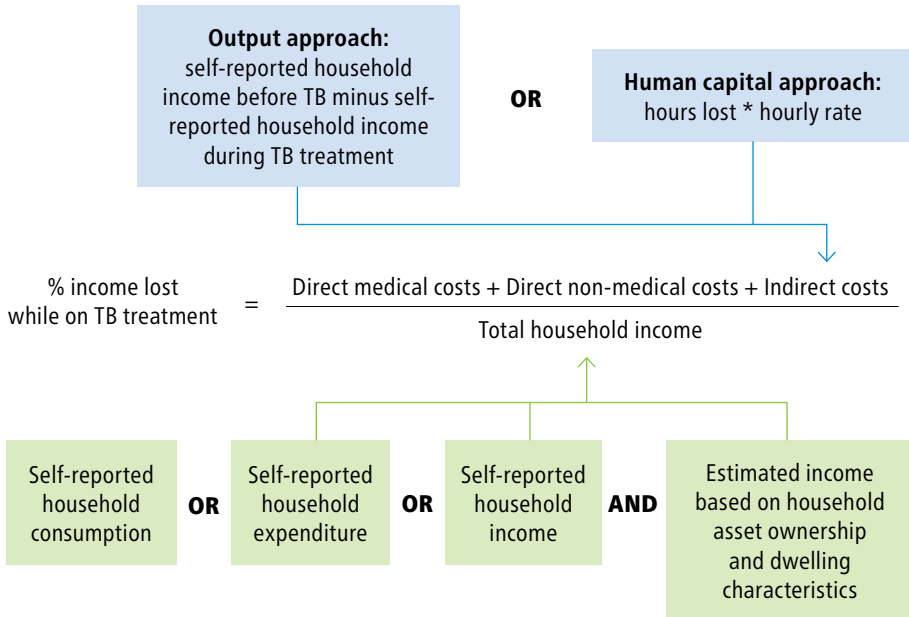 Output approach:
self-reported household
income before TB minus self-
reported household income
during TB treatment
OR
Human capital approach:
hours lost * hourly rate
% income lost
while on TB treatment
=
Direct medical costs + Direct non-medical costs + Indirect costs
Total household income
Self-reported
household
consumption
OR
Self-reported
household
expenditure
OR
Self-reported
household
income
AND
Estimated income
based on household
asset ownership
and dwelling
characteristics